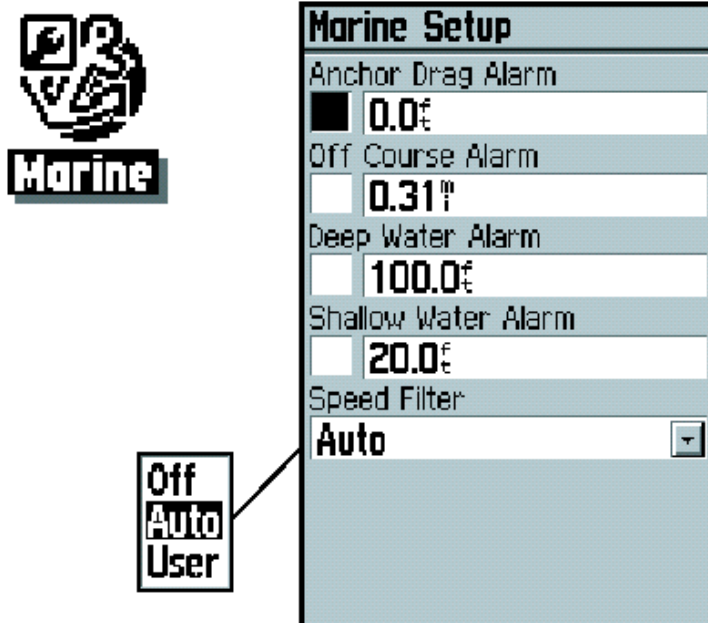 Marine
Marine Setup
Anchor Drag Alarm
0.0ft
Off Course Alarm
0.31mi
Deep Water Alarm
100.0ft
Shallow Water Alarm
20.0ft
Speed Filter
Auto
Off
Auto
User